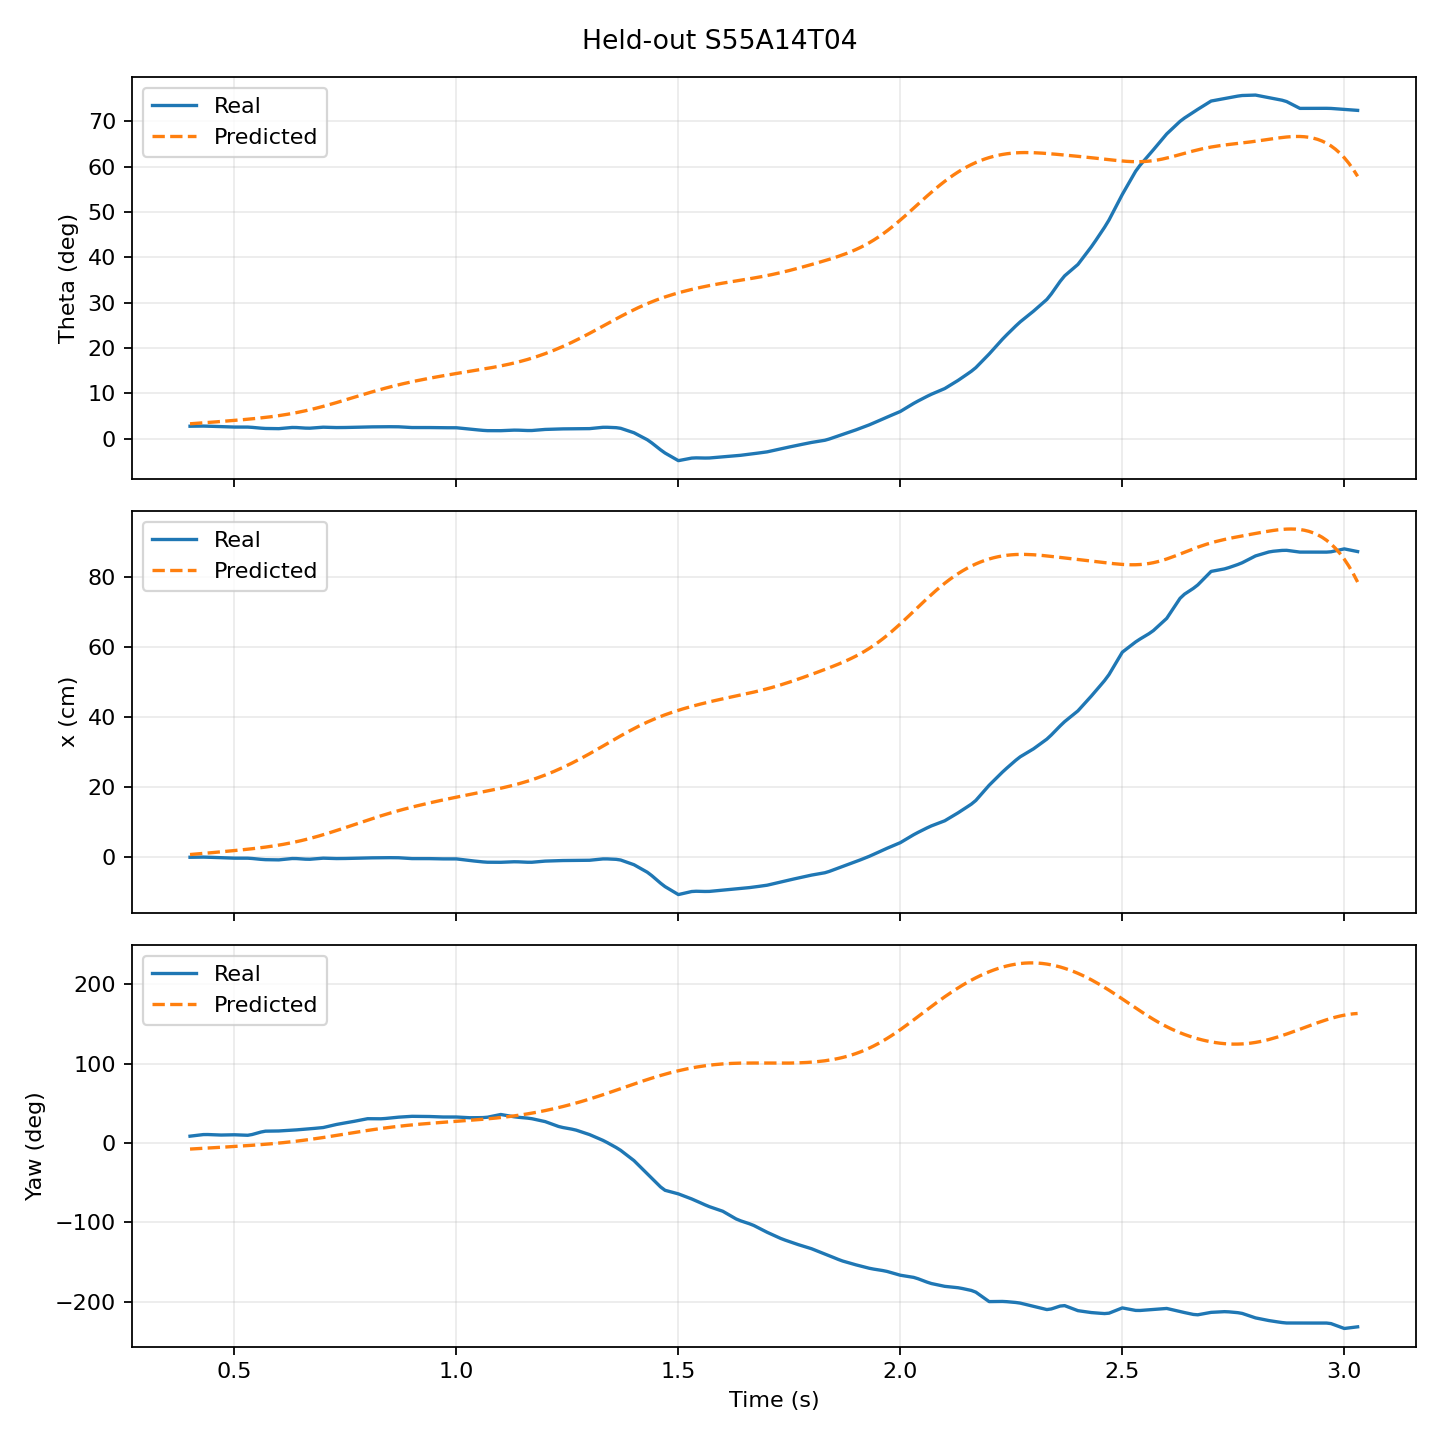 Held-out S55A14T04
Real
Predicted
Theta (deg)
70
60
50
40
30
20
10
0
Real
Predicted
x (cm)
80
60
40
20
0
Real
Predicted
Yaw (deg)
200
100
0
−100
−200
0.5 1.0 1.5 2.0 2.5 3.0
Time (s)